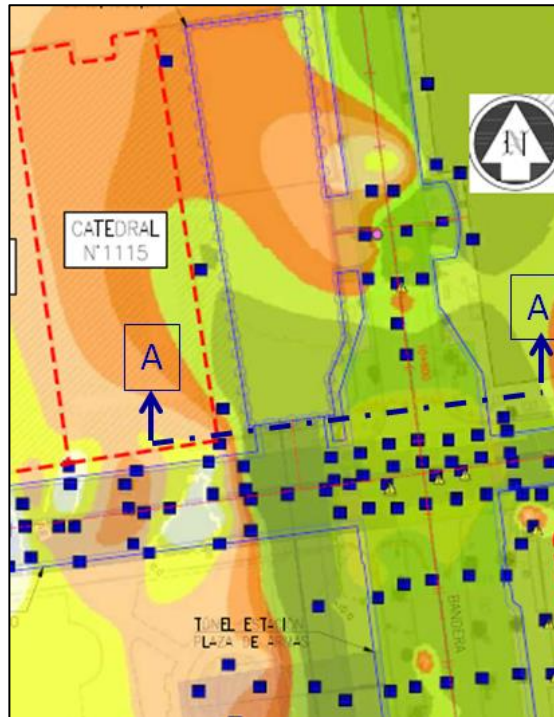 N
CATEDRAL
N°1115
A
A
TÚNEL ESTACIÓN
PLAZA DE ARMAS
BANDERA